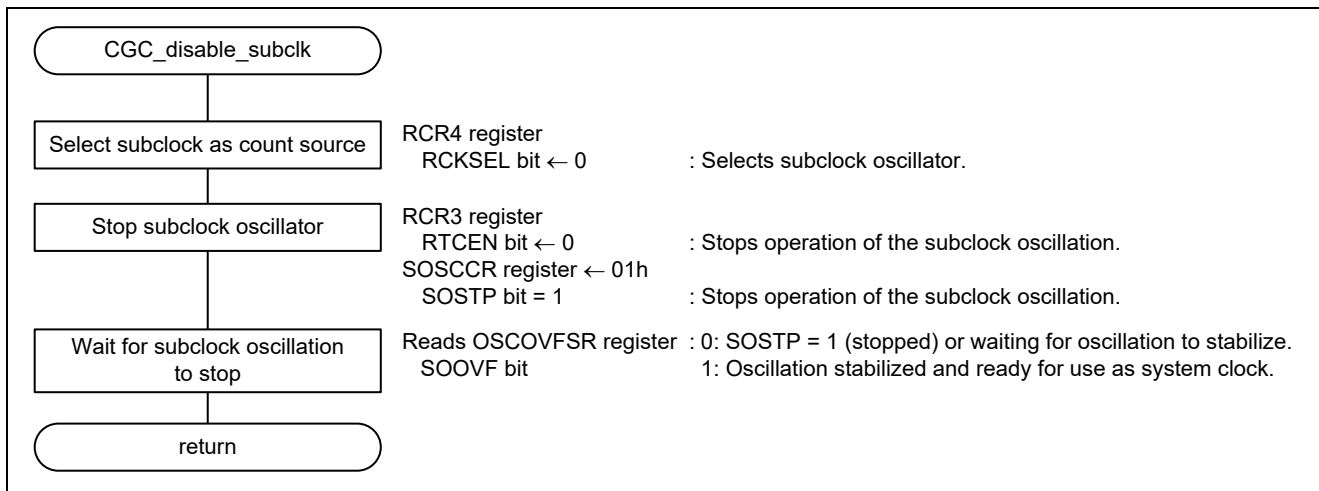 CGC_disable_subclk
Select subclock as count source
RCR4 register
RCKSEL bit ← 0 : Selects subclock oscillator.
Stop subclock oscillator
RCR3 register
RTCEN bit ← 0 : Stops operation of the subclock oscillation.
SOSCCR register ← 01h
SOSTP bit = 1 : Stops operation of the subclock oscillation.
Wait for subclock oscillation
to stop
Reads OSCOVFSR register : 0: SOSTP = 1 (stopped) or waiting for oscillation to stabilize.
SOOVF bit 1: Oscillation stabilized and ready for use as system clock.
return